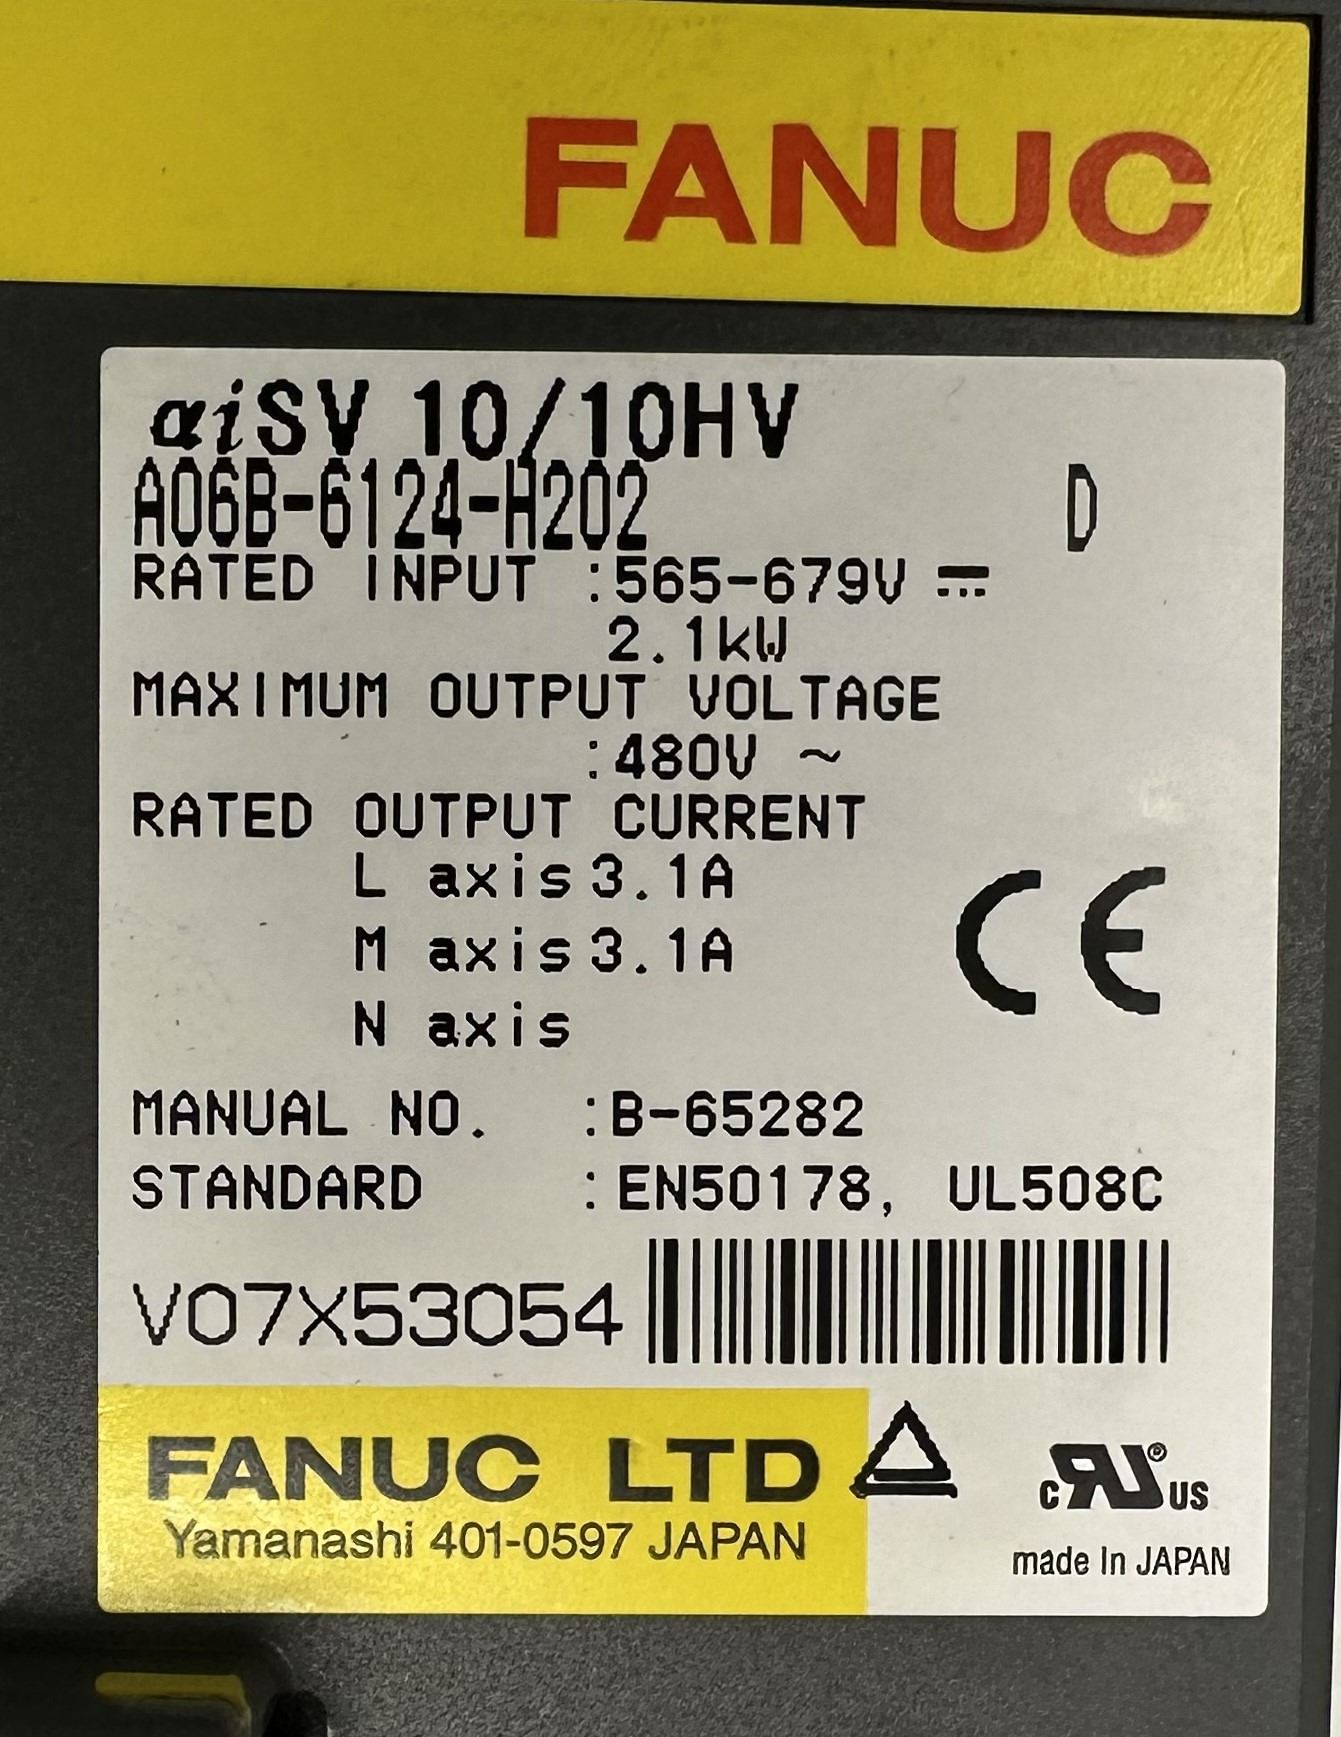 FANUC
αiSV 10/10HV
A06B-6124-H202 D
RATED INPUT :565-679V ⎓
2.1kW
MAXIMUM OUTPUT VOLTAGE
:480V ~
RATED OUTPUT CURRENT
L axis 3.1A
M axis 3.1A
N axis
CE
MANUAL NO. :B-65282
STANDARD :EN50178, UL508C
V07X53054
FANUC LTD
Yamanashi 401-0597 JAPAN
c RU ® US
made In JAPAN